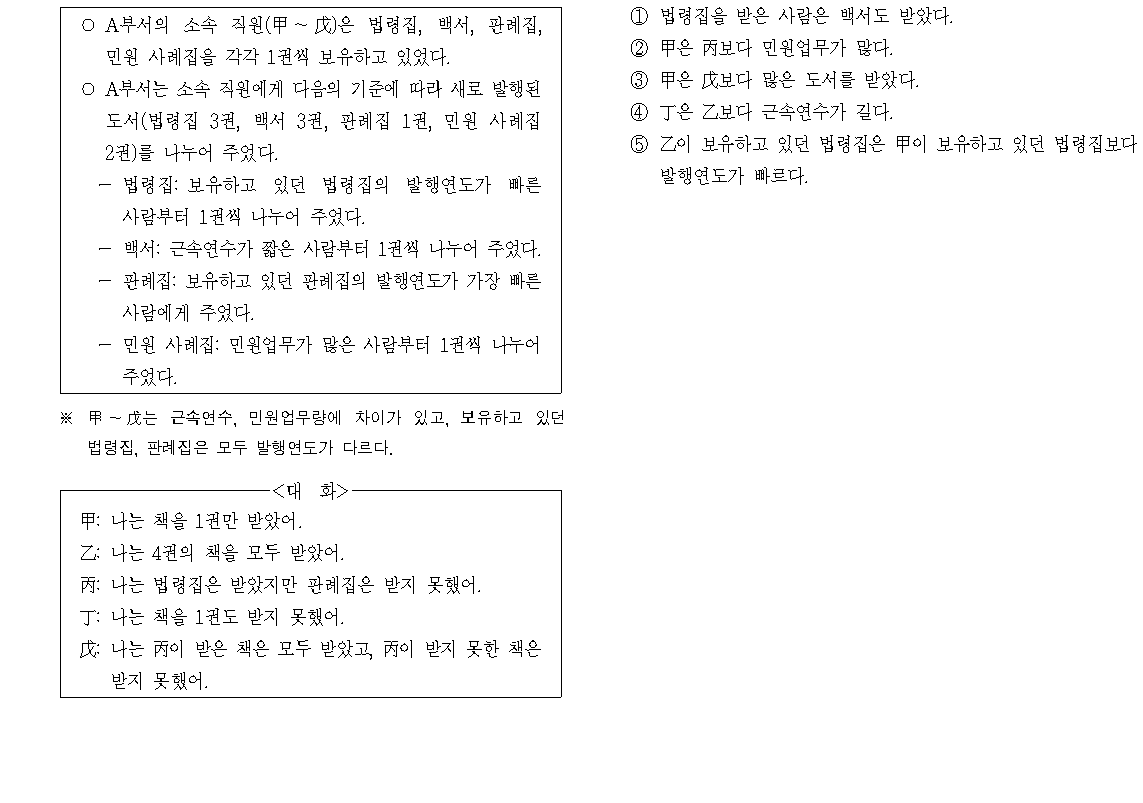 ○ A부서의 소속 직원(甲 ~ 戊)은 법령집, 백서, 판례집,
민원 사례집을 각각 1권씩 보유하고 있었다.
○ A부서는 소속 직원에게 다음의 기준에 따라 새로 발행된
도서(법령집 3권, 백서 3권, 판례집 1권, 민원 사례집
2권)를 나누어 주었다.
- 법령집: 보유하고 있던 법령집의 발행연도가 빠른
사람부터 1권씩 나누어 주었다.
- 백서: 근속연수가 짧은 사람부터 1권씩 나누어 주었다.
- 판례집: 보유하고 있던 판례집의 발행연도가 가장 빠른
사람에게 주었다.
- 민원 사례집: 민원업무가 많은 사람부터 1권씩 나누어
주었다.
※ 甲 ~ 戊는 근속연수, 민원업무량에 차이가 있고, 보유하고 있던
법령집, 판례집은 모두 발행연도가 다르다.
<대 화>
甲: 나는 책을 1권만 받았어.
乙: 나는 4권의 책을 모두 받았어.
丙: 나는 법령집은 받았지만 판례집은 받지 못했어.
丁: 나는 책을 1권도 받지 못했어.
戊: 나는 丙이 받은 책은 모두 받았고, 丙이 받지 못한 책은
받지 못했어.
① 법령집을 받은 사람은 백서도 받았다.
② 甲은 丙보다 민원업무가 많다.
③ 甲은 戊보다 많은 도서를 받았다.
④ 丁은 乙보다 근속연수가 길다.
⑤ 乙이 보유하고 있던 법령집은 甲이 보유하고 있던 법령집보다
발행연도가 빠르다.